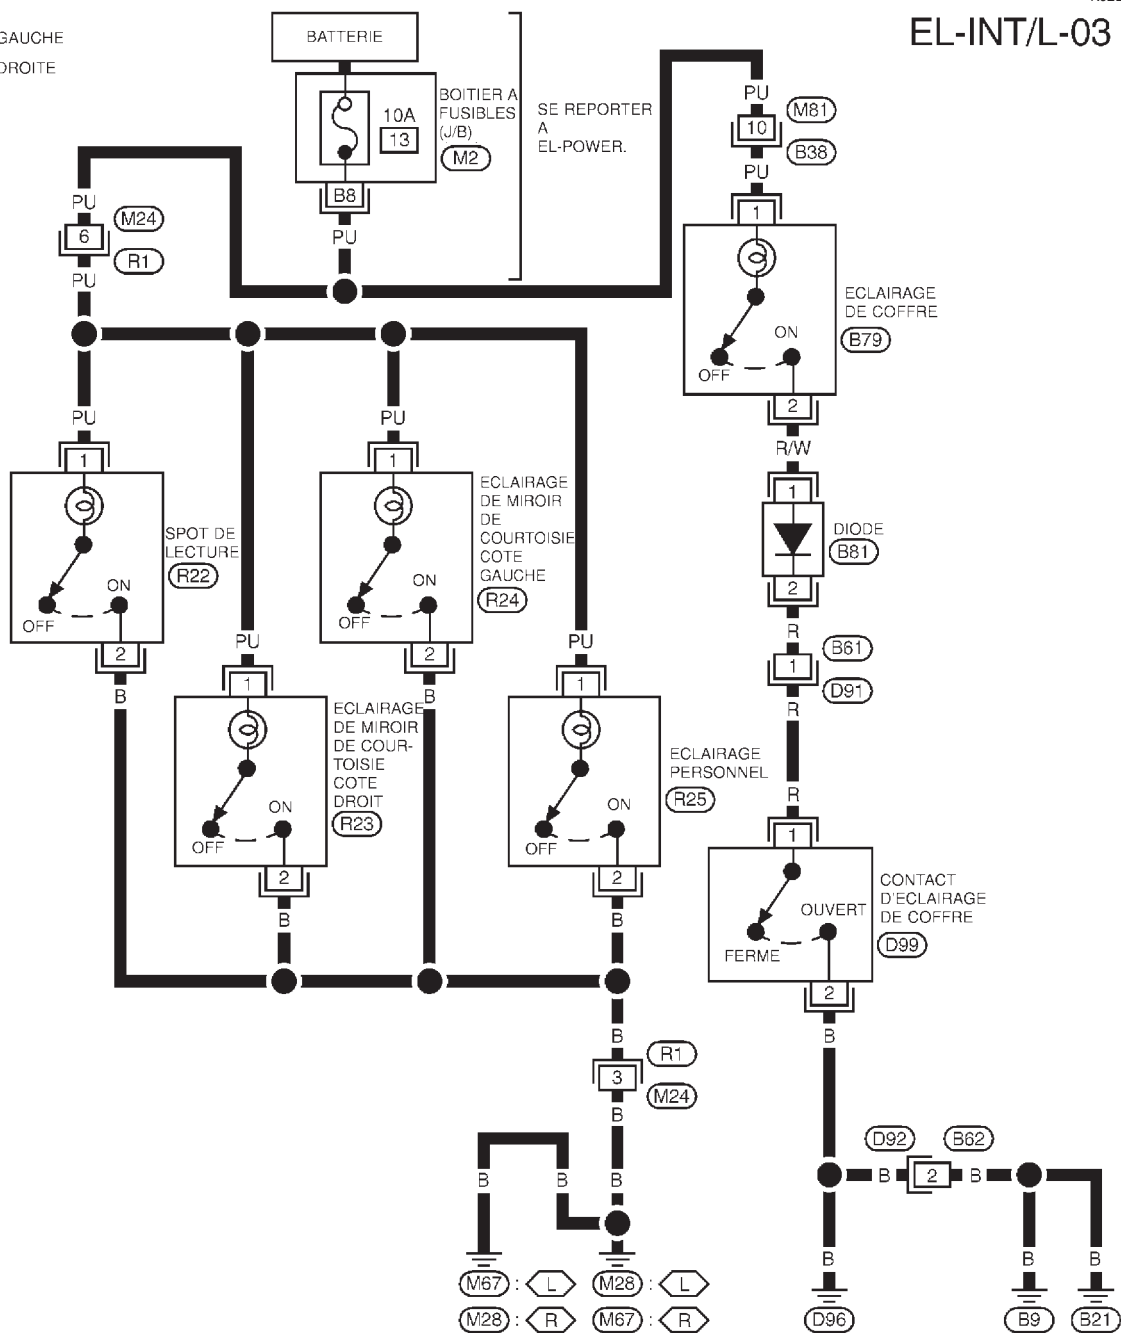 EL-INT/L-03
GAUCHE
DROITE
BATTERIE
10A
13
BOITIER A
FUSIBLES
(J/B)
M2
B8
PU
SE REPORTER
A
EL-POWER.
PU
M81
10
B38
PU
1
PU
M24
6
R1
PU
ECLAIRAGE
DE COFFRE
B79
ON
OFF
2
R/W
PU
1
SPOT DE
LECTURE
R22
ON
OFF
2
B
PU
1
ECLAIRAGE
DE MIROIR
DE
COURTOISIE
COTE
GAUCHE
R24
ON
OFF
2
B
1
DIODE
B81
2
R
B61
1
D91
R
R
PU
1
ECLAIRAGE
DE MIROIR
DE COUR-
TOISIE
COTE
DROIT
R23
ON
OFF
2
B
PU
1
ECLAIRAGE
PERSONNEL
R25
ON
OFF
2
B
1
CONTACT
D'ECLAIRAGE
DE COFFRE
D99
OUVERT
FERME
2
B
B
R1
3
M24
B
D92
B62
B
2
B
B
B
B
B
B
B
M67 : L
M28 : L
M28 : R
M67 : R
D96
B9
B21